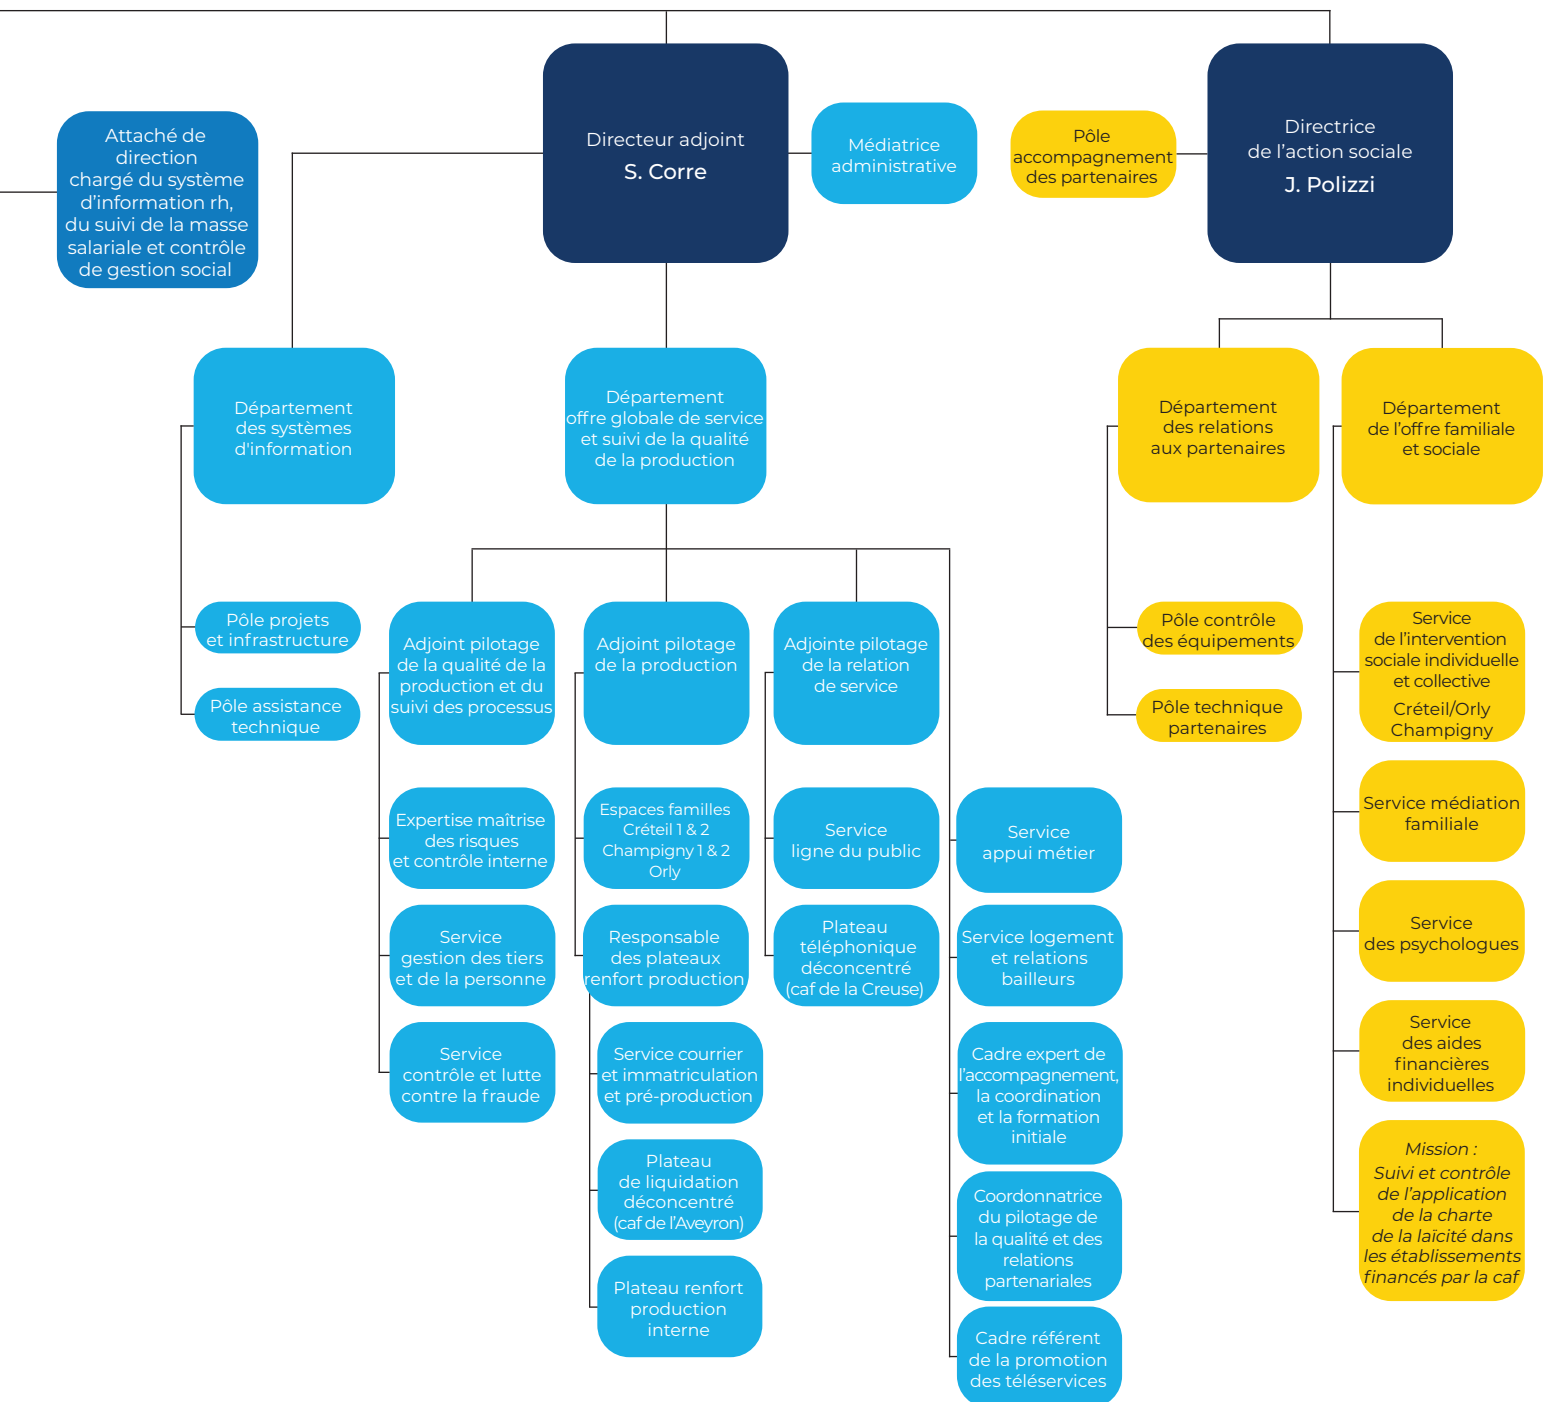 Attaché de
direction
chargé du système
d'information rh,
du suivi de la masse
salariale et contrôle
de gestion social
Directeur adjoint
S. Corre
Médiatrice
administrative
Pôle
accompagnement
des partenaires
Directrice
de l'action sociale
J. Polizzi
Département
des systèmes
d'information
Département
offre globale de service
et suivi de la qualité
de la production
Département
des relations
aux partenaires
Département
de l'offre familiale
et sociale
Pôle projets
et infrastructure
Pôle assistance
technique
Adjoint pilotage
de la qualité de la
production et du
suivi des processus
Expertise maîtrise
des risques
et contrôle interne
Service
gestion des tiers
et de la personne
Service
contrôle et lutte
contre la fraude
Adjoint pilotage
de la production
Espaces familles
Créteil 1 & 2
Champigny 1 & 2
Orly
Responsable
des plateaux
renfort production
Service courrier
et immatriculation
et pré-production
Plateau
de liquidation
déconcentré
(caf de l'Aveyron)
Plateau renfort
production
interne
Adjointe pilotage
de la relation
de service
Service
ligne du public
Plateau
téléphonique
déconcentré
(caf de la Creuse)
Service
appui métier
Service logement
et relations
bailleurs
Cadre expert de
l'accompagnement,
la coordination
et la formation
initiale
Coordonnatrice
du pilotage de
la qualité et des
relations
partenariales
Cadre référent
de la promotion
des téléservices
Pôle contrôle
des équipements
Pôle technique
partenaires
Service
de l'intervention
sociale individuelle
et collective
Créteil/Orly
Champigny
Service médiation
familiale
Service
des psychologues
Service
des aides
financières
individuelles
Mission :
Suivi et contrôle
de l'application
de la charte
de la laïcité dans
les établissements
financés par la caf